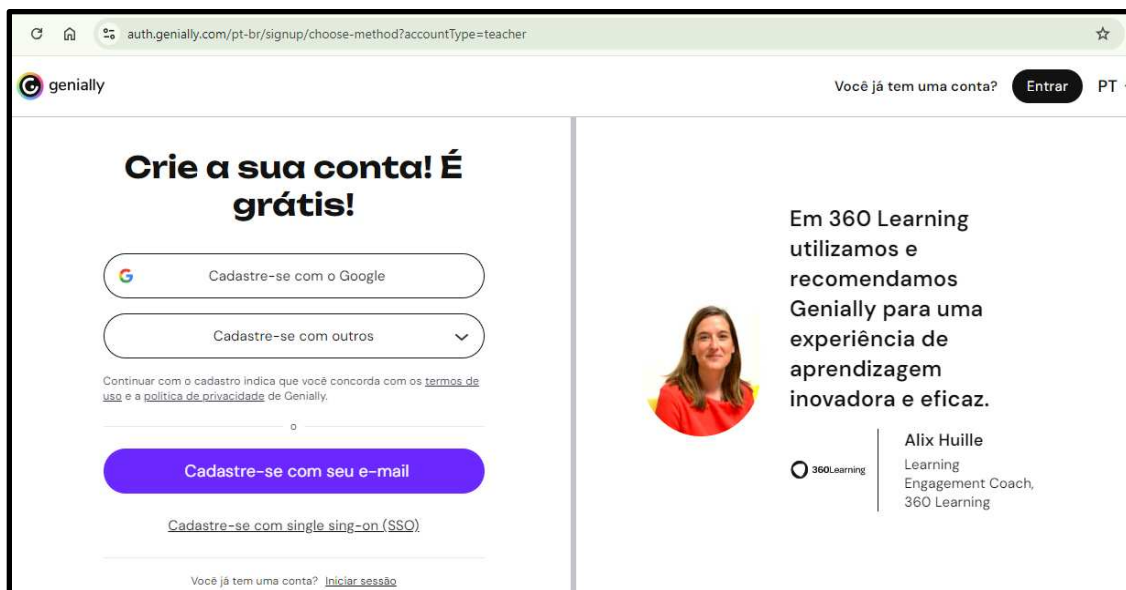 auth.genially.com/pt-br/signup/choose-method?accountType=teacher
genially
Você já tem uma conta?
Entrar
PT
Crie a sua conta! É
grátis!
Cadastre-se com o Google
Cadastre-se com outros
Continuar com o cadastro indica que você concorda com os termos de
uso e a política de privacidade de Genially.
o
Cadastre-se com seu e-mail
Cadastre-se com single sing-on (SSO)
Você já tem uma conta? Iniciar sessão
Em 360 Learning
utilizamos e
recomendamos
Genially para uma
experiência de
aprendizagem
inovadora e eficaz.
360Learning
Alix Huille
Learning
Engagement Coach,
360 Learning